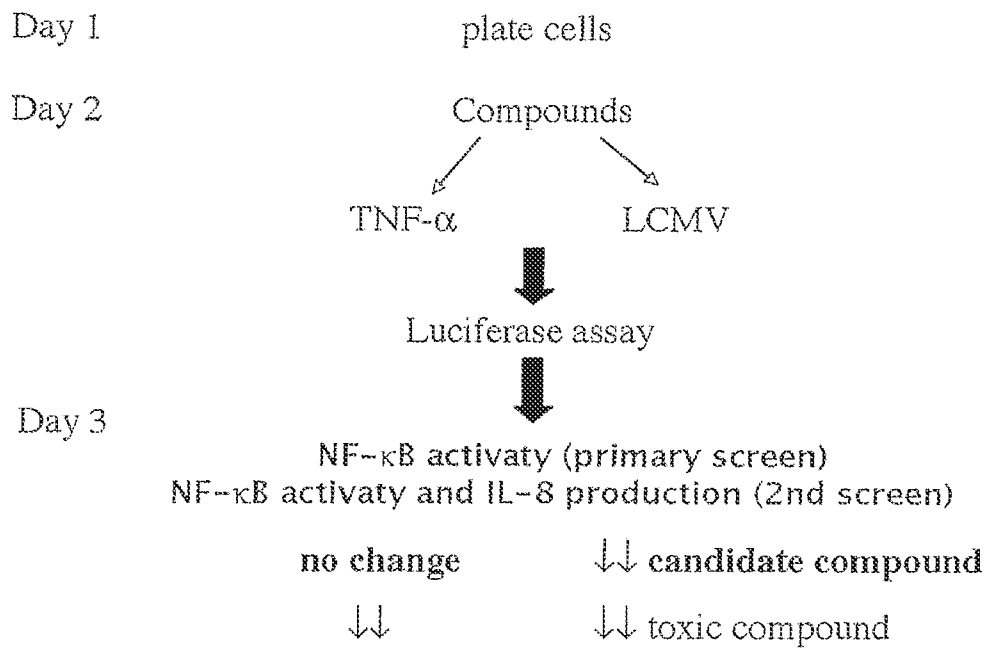 Day 1 plate cells
Day 2 Compounds
TNF-α LCMV
Luciferase assay
Day 3
NF-κB activaty (primary screen)
NF-κB activaty and IL-8 production (2nd screen)
no change ↓↓ candidate compound
↓↓ ↓↓ toxic compound